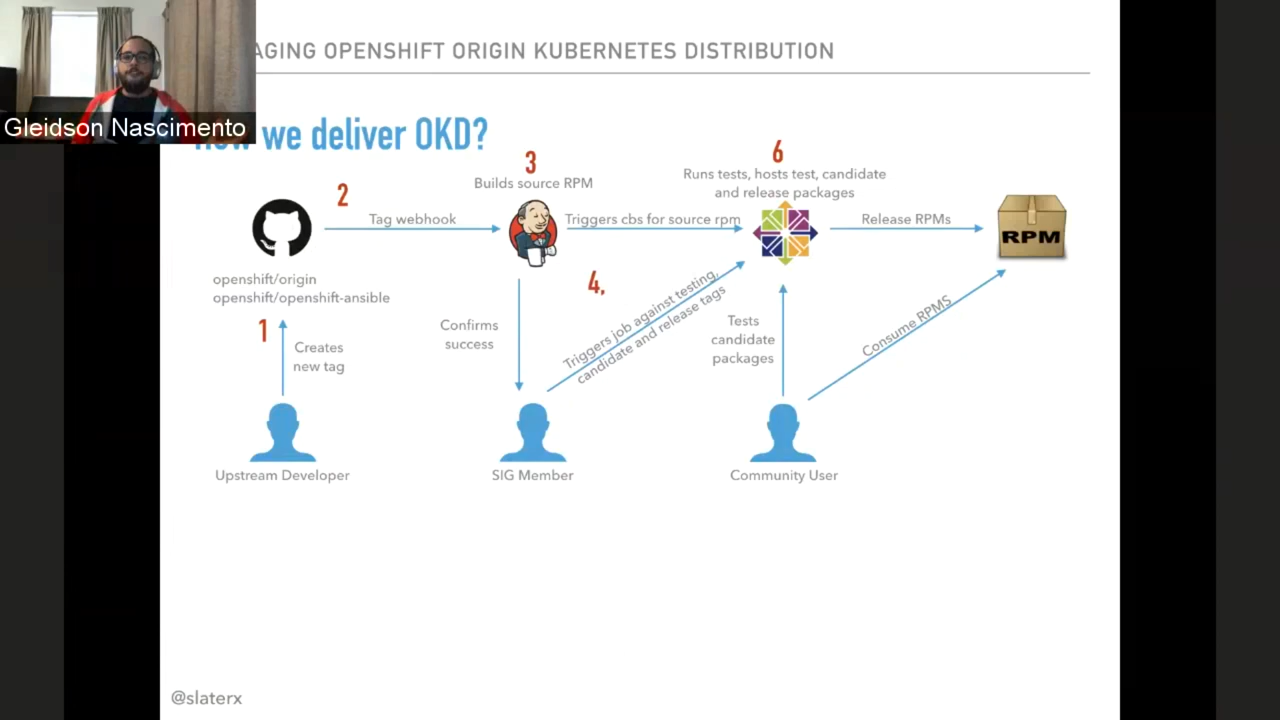 AGING OPENSHIFT ORIGIN KUBERNETES DISTRIBUTION
Gleidson Nascimento
we deliver OKD?
3
6
Builds source RPM
Runs tests, hosts test, candidate
and release packages
2
Tag webhook
Triggers cbs for source rpm
Release RPMs
RPM
openshift/origin
openshift/openshift-ansible
4,
Triggers job against testing,
candidate and release tags
1
Creates
new tag
Confirms
success
Tests
candidate
packages
Consume RPMS
Upstream Developer
SIG Member
Community User
@slaterx